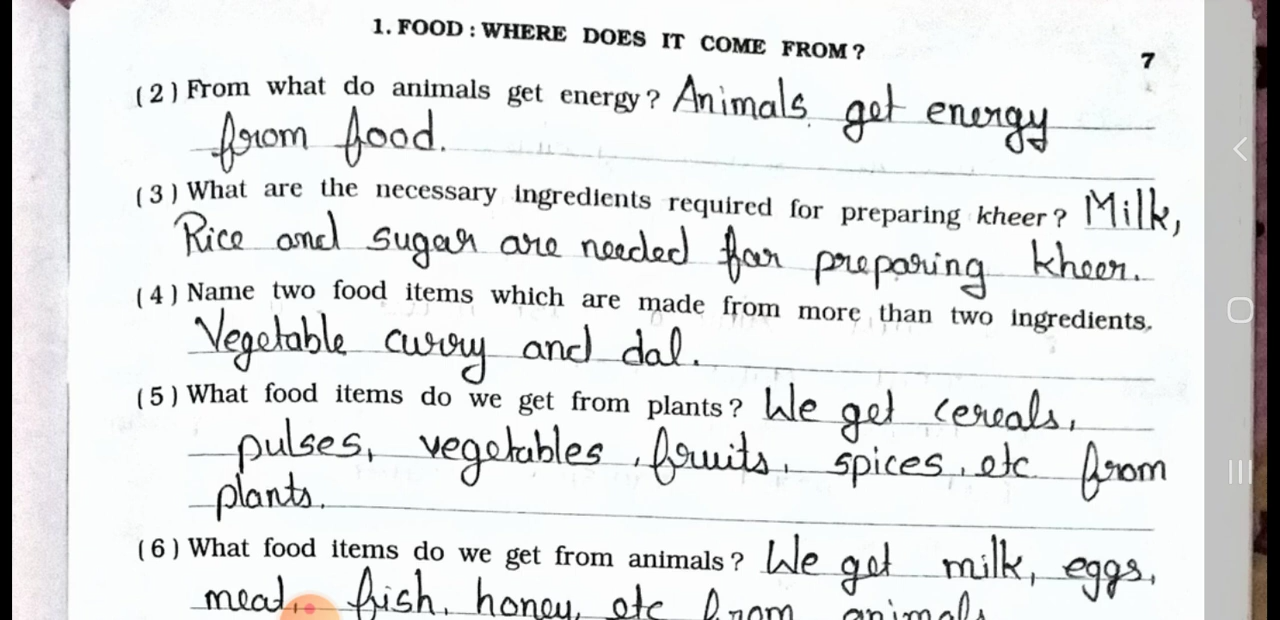 1. FOOD : WHERE DOES IT COME FROM ?
7
(2) From what do animals get energy ? Animals get energy
from food.
(3) What are the necessary ingredients required for preparing kheer ? Milk,
Rice and sugar are needed for preparing kheer.
(4) Name two food items which are made from more than two ingredients.
Vegetable curry and dal.
(5) What food items do we get from plants ? We get cereals,
pulses, vegetables, fruits, spices, etc from
plants.
(6) What food items do we get from animals ? We get milk, eggs,
meat, fish, honey, etc from animals